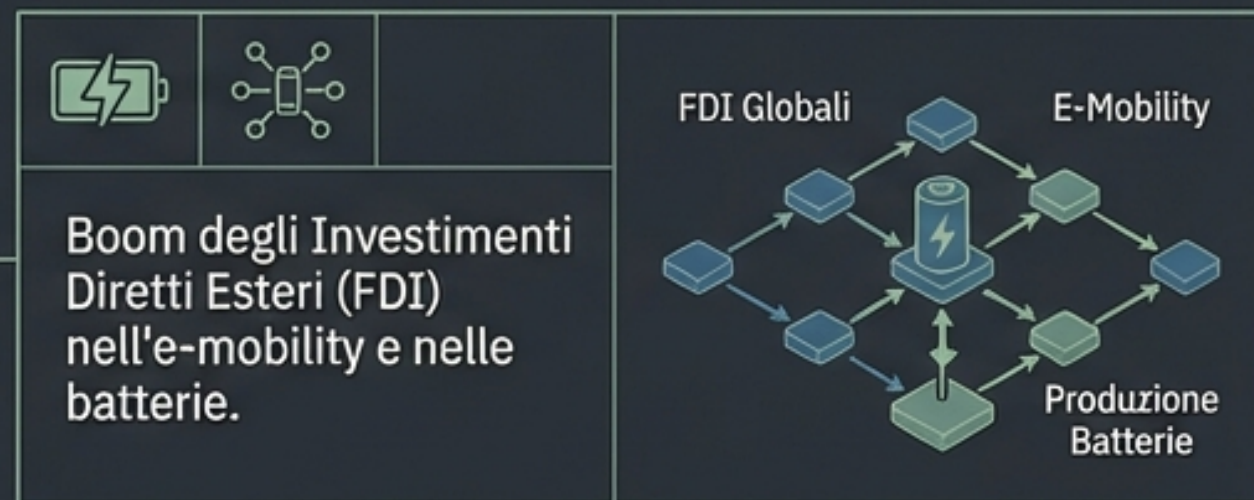 Boom degli Investimenti
Diretti Esteri (FDI)
nell'e-mobility e nelle
batterie.
FDI Globali
E-Mobility
Produzione
Batterie